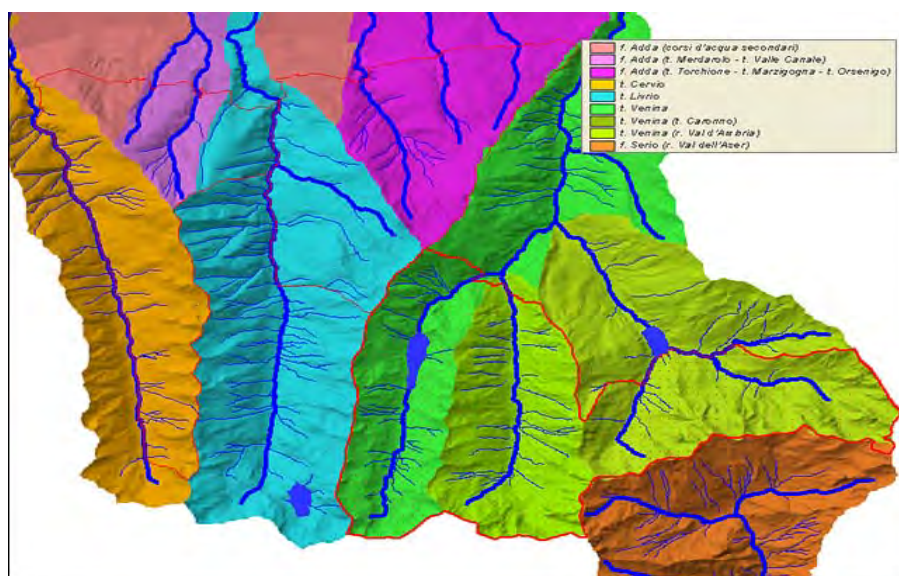 f. Adda (corsi d'acqua secondari)
f. Adda (t. Merdarolo - t. Valle Canale)
f. Adda (t. Torchione - t. Marzigogna - t. Orsenigo)
t. Cervio
t. Livrio
t. Venina
t. Venina (t. Caronno)
t. Venina (r. Val d'Ambria)
f. Serio (r. Val dell'Aser)